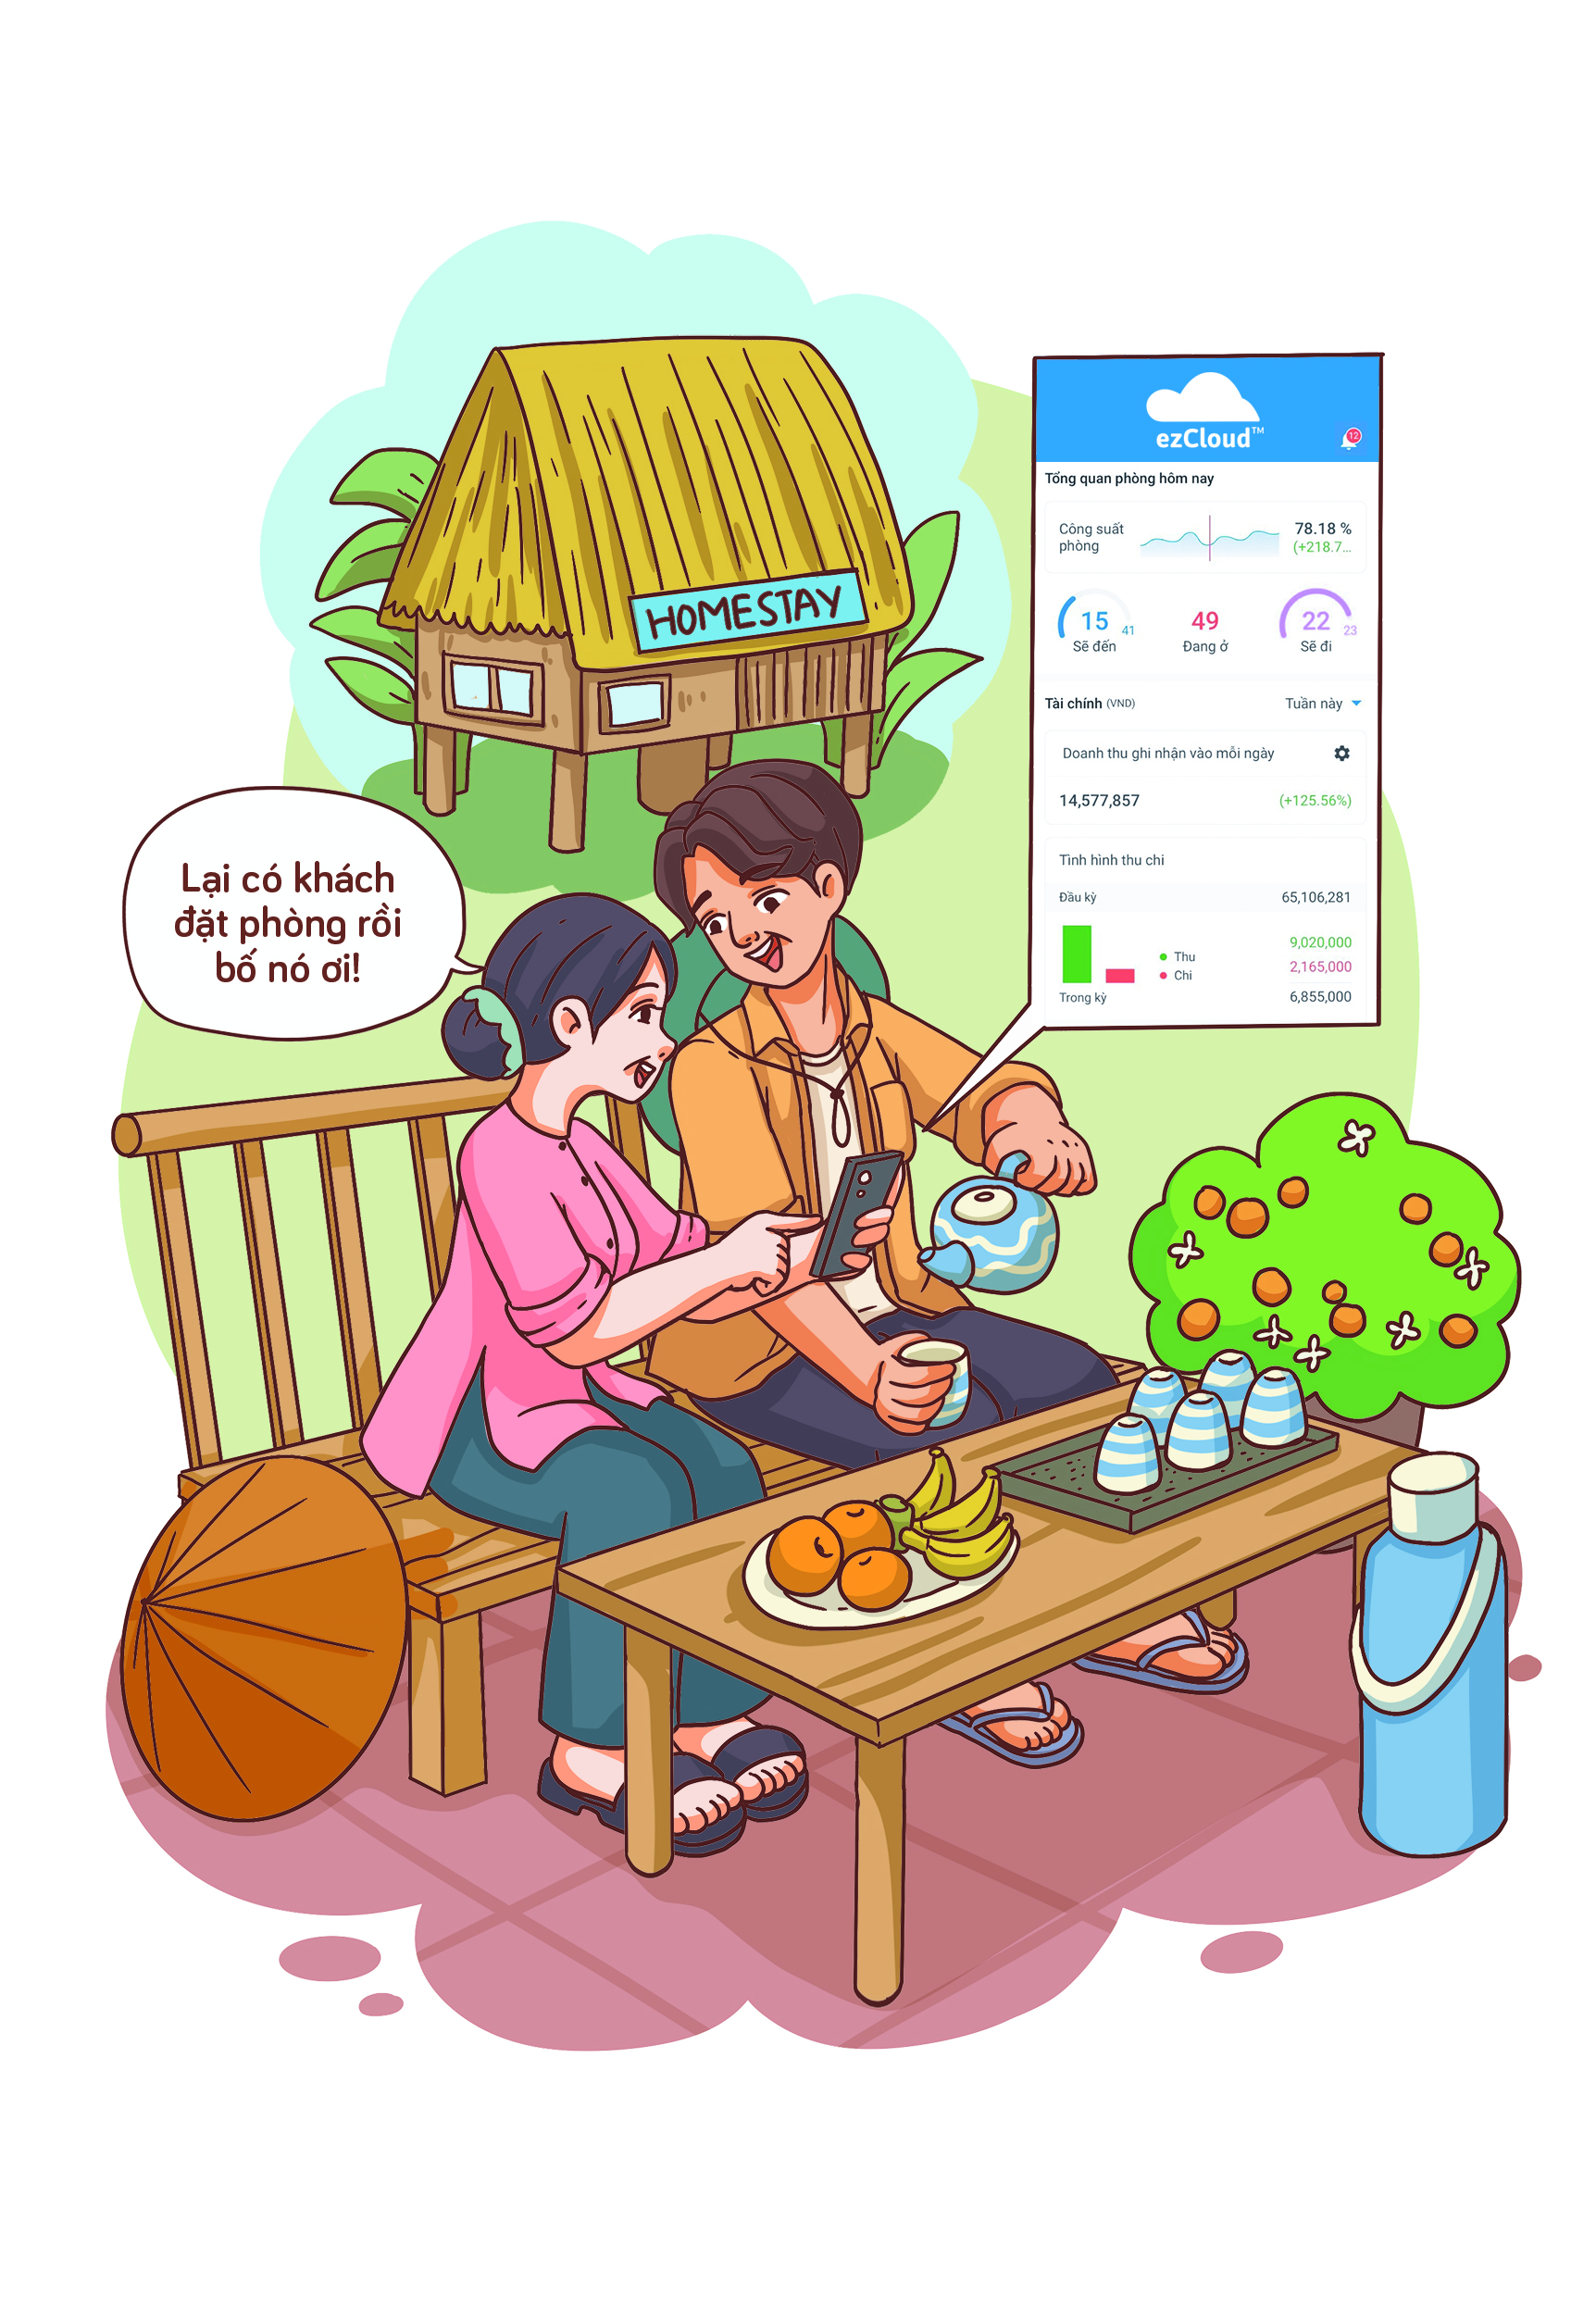 HOMESTAY
Lại có khách
đặt phòng rồi
bố nó ơi!
ezCloud™
12
Tổng quan phòng hôm nay
Công suất
phòng
78.18 %
(+218.7...
15
41
Sẽ đến
49
Đang ở
22
23
Sẽ đi
Tài chính (VND)
Tuần này
Doanh thu ghi nhận vào mỗi ngày
14,577,857
(+125.56%)
Tình hình thu chi
Đầu kỳ
65,106,281
Thu
9,020,000
Chi
2,165,000
Trong kỳ
6,855,000